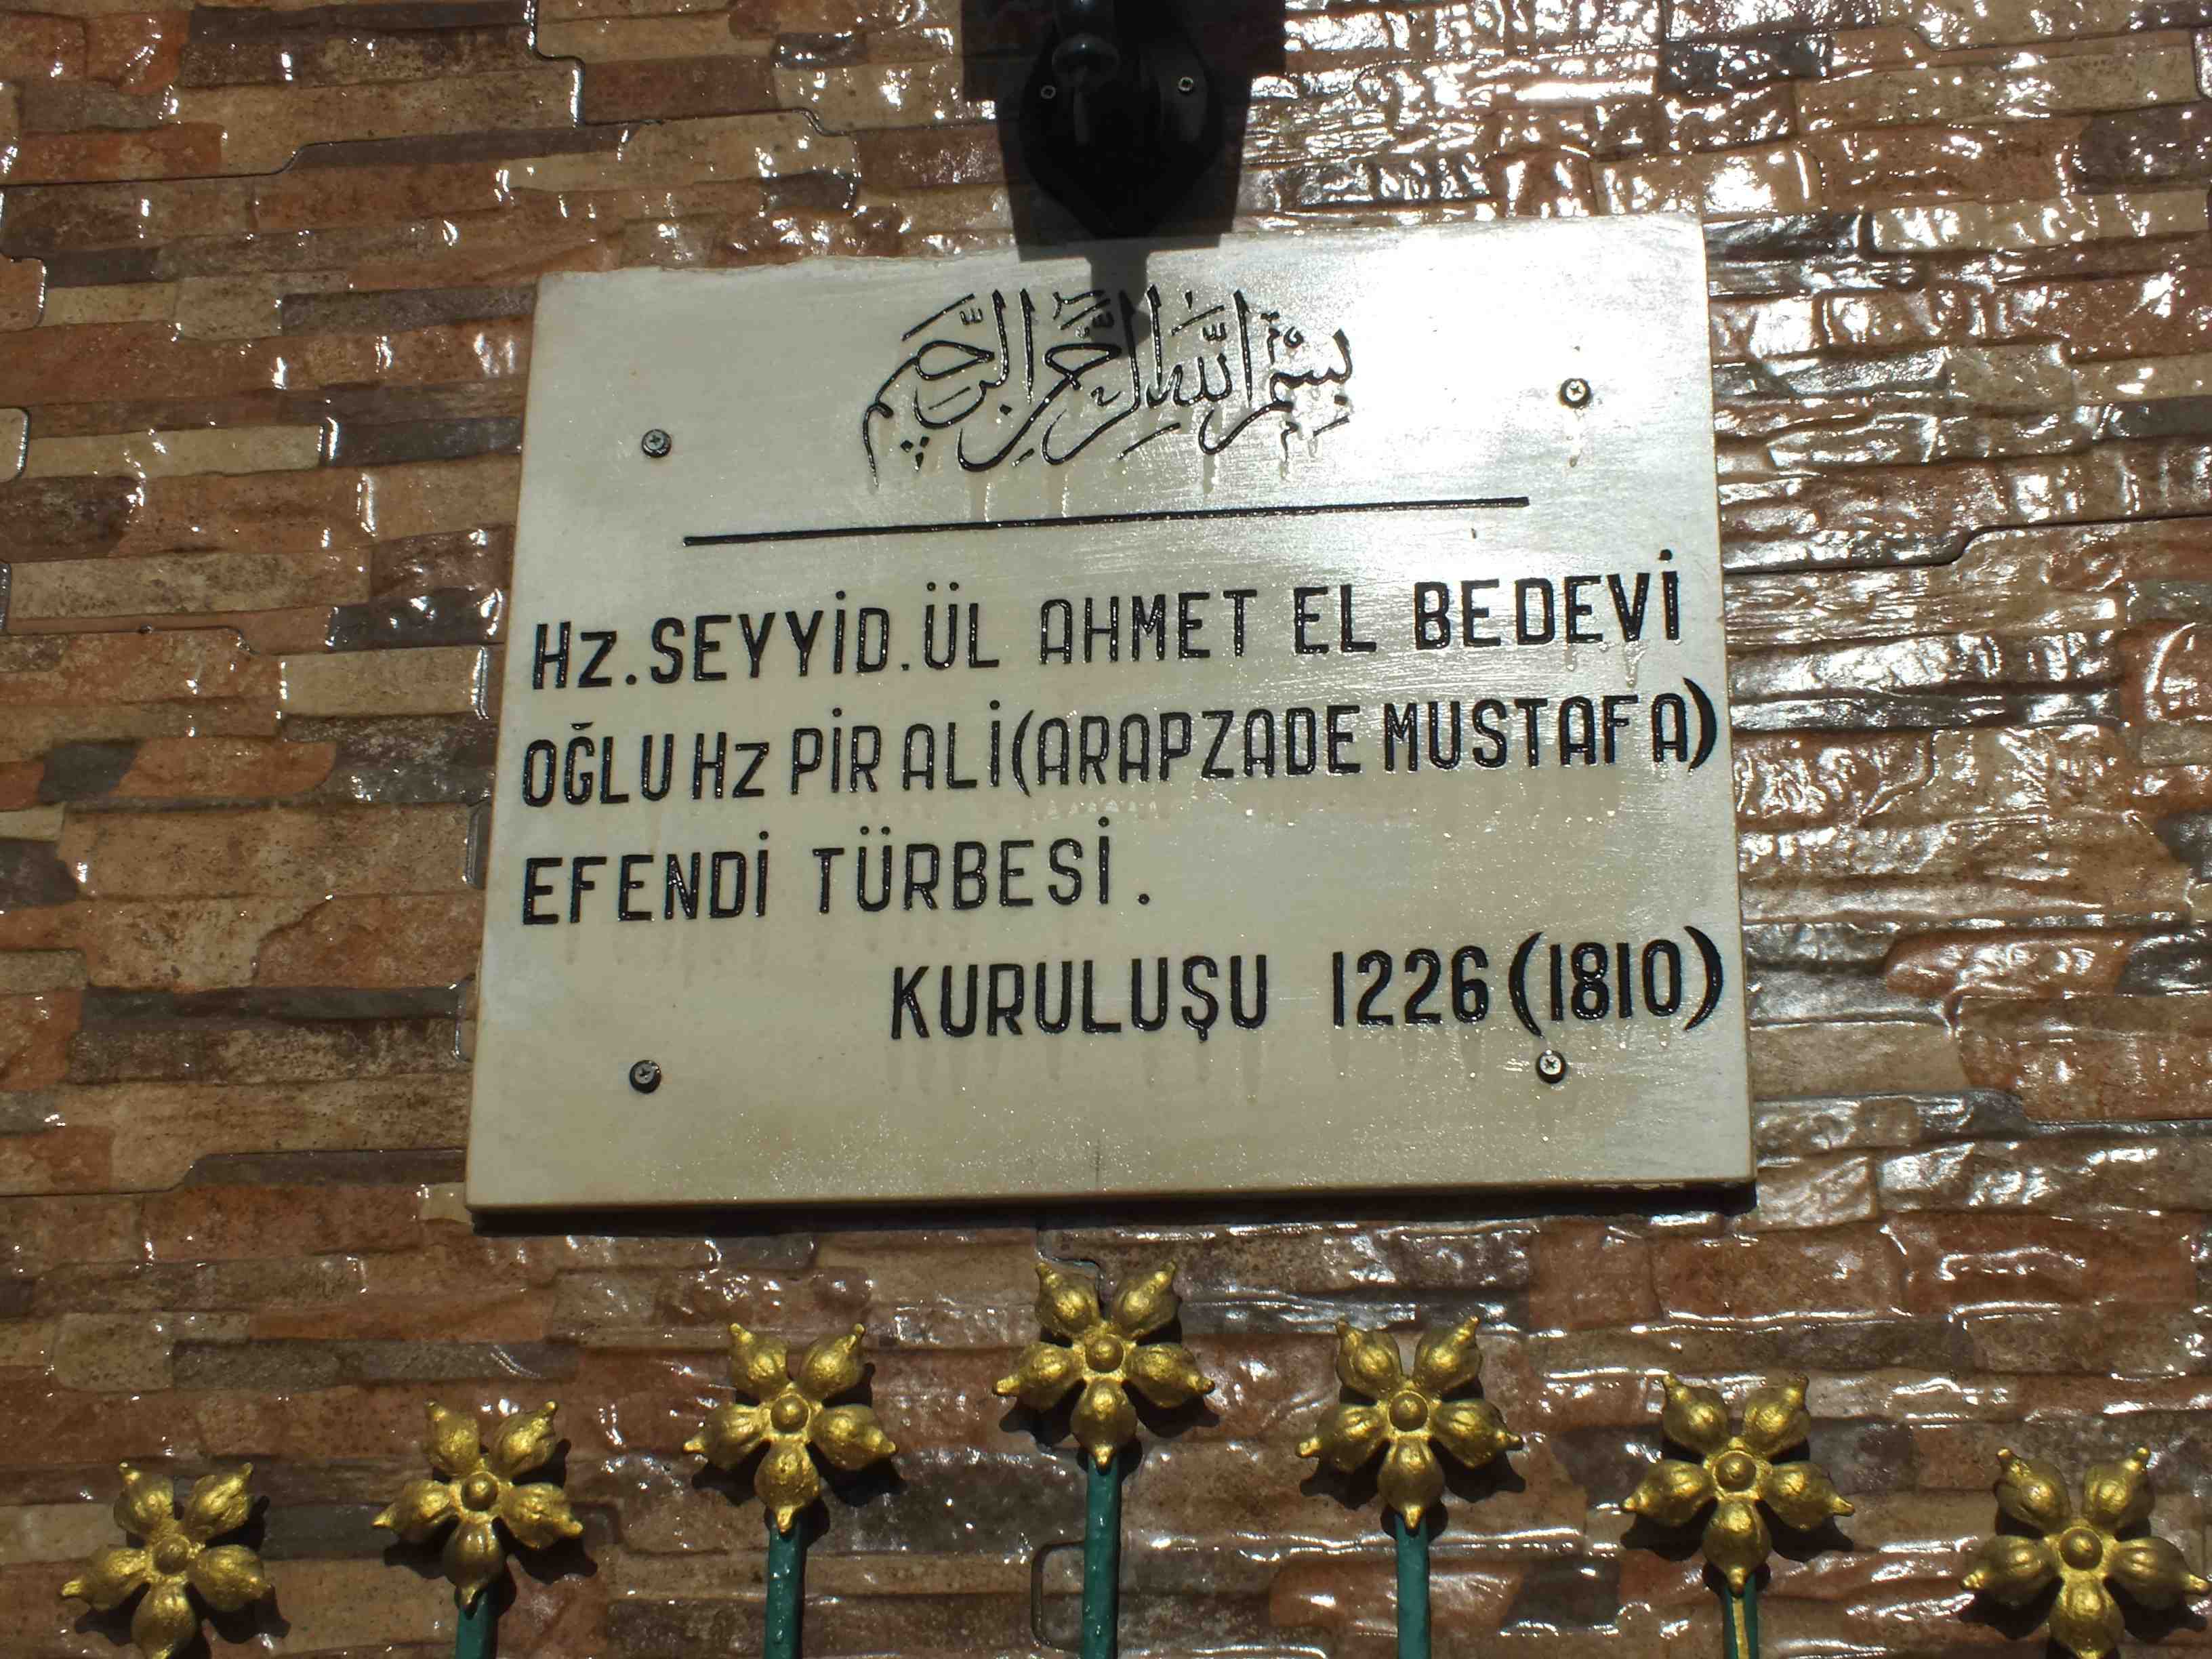 بسم الله الرحمن الرحيم
Hz. SEYYİD.ÜL AHMET EL BEDEVİ
OĞLU Hz PİR ALİ (ARAPZADE MUSTAFA)
EFENDİ TÜRBESİ.
KURULUŞU 1226 (1810)